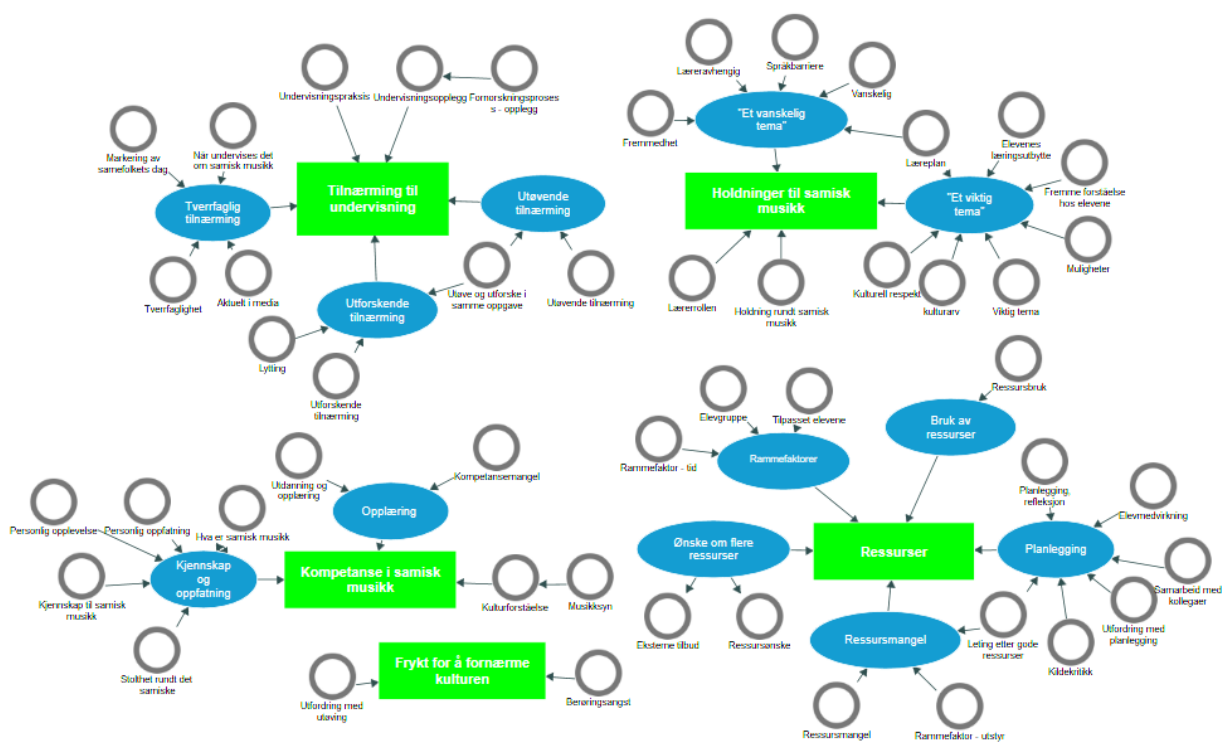 Undervisningspraksis
Undervisningsopplegg
Fornorskningsproses
s - opplegg
Markering av
samefolkets dag
Når undervises det
om samisk musikk
Tverrfaglig
tilnærming
Tilnærming til
undervisning
Utøvende
tilnærming
Tverrfaglighet
Aktuelt i media
Utforskende
tilnærming
Utøve og utforske i
samme oppgave
Utøvende tilnærming
Lytting
Utforskende
tilnærming
Læreravhengig
Språkbarriere
Vanskelig
Fremmedhet
"Et vanskelig
tema"
Læreplan
Elevenes
læringsutbytte
Fremme forståelse
hos elevene
Holdninger til samisk
musikk
"Et viktig
tema"
Muligheter
Lærerrollen
Holdning rundt samisk
musikk
Kulturell respekt
kulturarv
Viktig tema
Utdanning og
opplæring
Kompetansemangel
Opplæring
Personlig opplevelse
Personlig oppfatning
Hva er samisk musikk
Kjennskap
og
oppfatning
Kompetanse i samisk
musikk
Kjennskap til samisk
musikk
Kulturforståelse
Musikksyn
Stolthet rundt det
samiske
Frykt for å fornærme
kulturen
Utfordring med
utøving
Berøringsangst
Elevgruppe
Tilpasset elevene
Rammefaktor - tid
Rammefaktorer
Ressursbruk
Bruk av
ressurser
Planlegging,
refleksjon
Elevmedvirkning
Ønske om flere
ressurser
Ressurser
Planlegging
Samarbeid med
kollegaer
Eksterne tilbud
Ressursønske
Ressursmangel
Leting etter gode
ressurser
Utfordring med
planlegging
Kildekritikk
Ressursmangel
Rammefaktor - utstyr